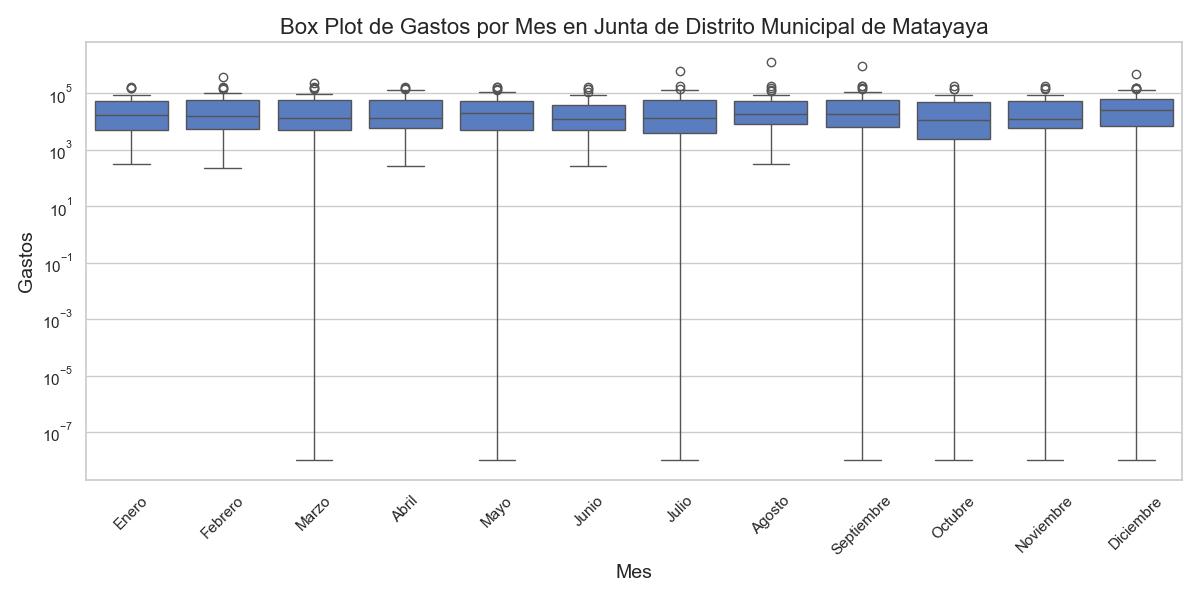 Box Plot de Gastos por Mes en Junta de Distrito Municipal de Matayaya
Gastos
10^5
10^3
10^1
10^−1
10^−3
10^−5
10^−7
Enero
Febrero
Marzo
Abril
Mayo
Junio
Julio
Agosto
Septiembre
Octubre
Noviembre
Diciembre
Mes